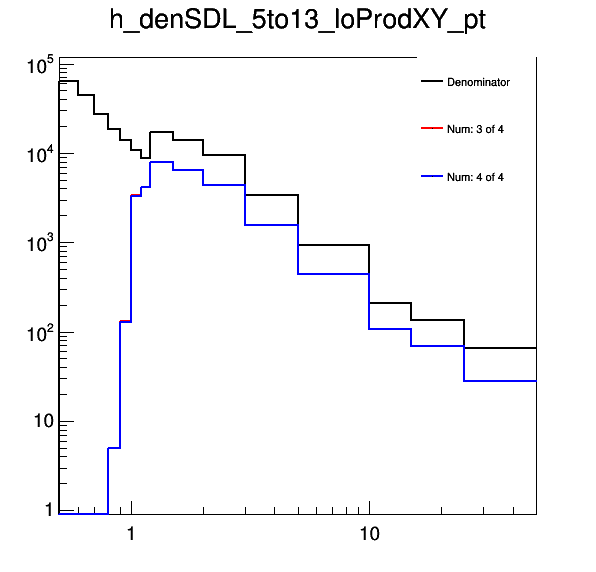 h_denSDL_5to13_loProdXY_pt
10^5
Denominator
Num: 3 of 4
10^4
Num: 4 of 4
10^3
10^2
10
1
1 10